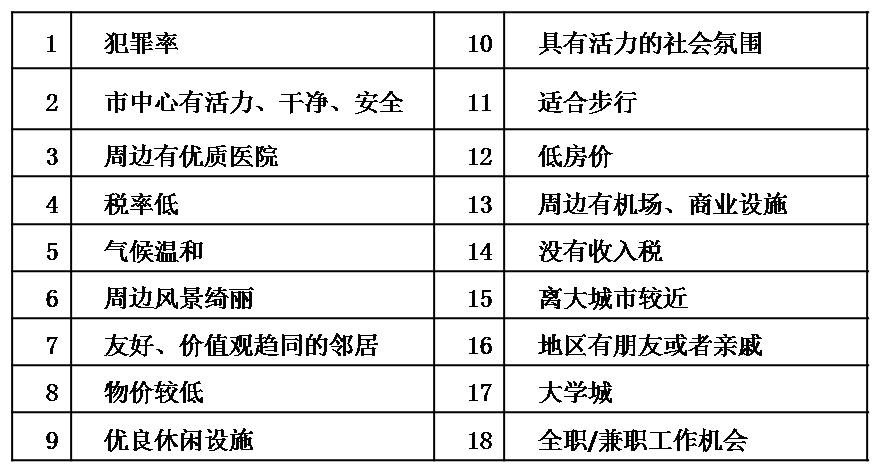 1 犯罪率 10 具有活力的社会氛围
2 市中心有活力、干净、安全 11 适合步行
3 周边有优质医院 12 低房价
4 税率低 13 周边有机场、商业设施
5 气候温和 14 没有收入税
6 周边风景绮丽 15 离大城市较近
7 友好、价值观趋同的邻居 16 地区有朋友或者亲戚
8 物价较低 17 大学城
9 优良休闲设施 18 全职/兼职工作机会